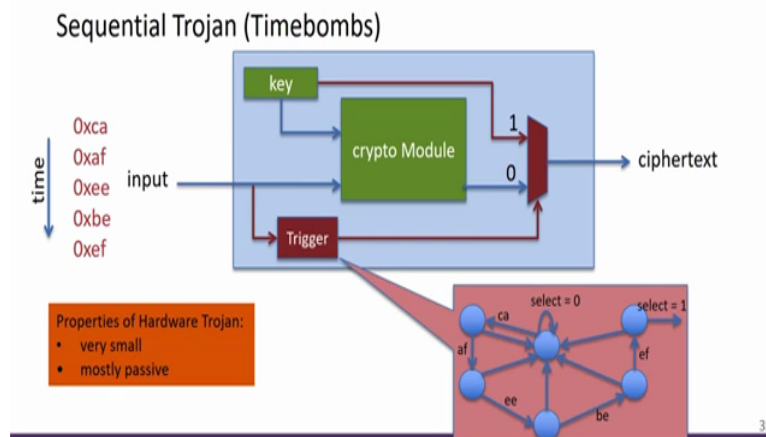 Sequential Trojan (Timebombs)
key
0xca
0xaf
0xee
0xbe
0xef
time
input
crypto Module
1
0
ciphertext
Trigger
Properties of Hardware Trojan:
• very small
• mostly passive
select = 0
select = 1
ca
af
ef
ee
be
3